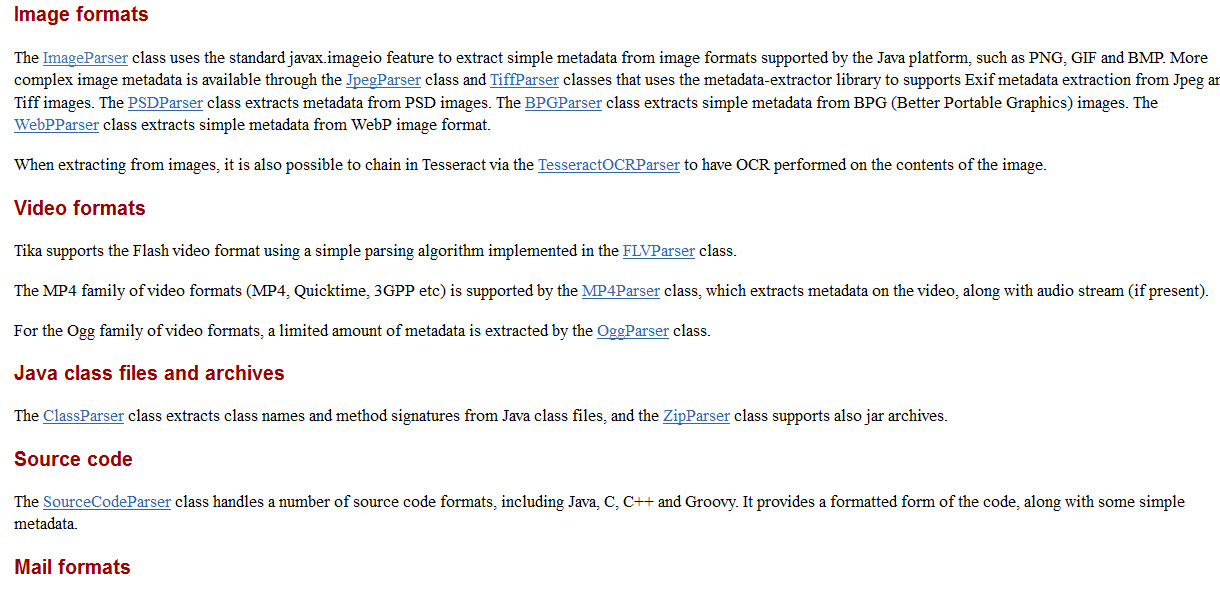 Image formats
The ImageParser class uses the standard javax.imageio feature to extract simple metadata from image formats supported by the Java platform, such as PNG, GIF and BMP. More
complex image metadata is available through the JpegParser class and TiffParser classes that uses the metadata-extractor library to supports Exif metadata extraction from Jpeg
Tiff images. The PSDParser class extracts metadata from PSD images. The BPGParser class extracts simple metadata from BPG (Better Portable Graphics) images. The
WebPParser class extracts simple metadata from WebP image format.
When extracting from images, it is also possible to chain in Tesseract via the TesseractOCRParser to have OCR performed on the contents of the image.
Video formats
Tika supports the Flash video format using a simple parsing algorithm implemented in the FLVParser class.
The MP4 family of video formats (MP4, Quicktime, 3GPP etc) is supported by the MP4Parser class, which extracts metadata on the video, along with audio stream (if present).
For the Ogg family of video formats, a limited amount of metadata is extracted by the OggParser class.
Java class files and archives
The ClassParser class extracts class names and method signatures from Java class files, and the ZipParser class supports also jar archives.
Source code
The SourceCodeParser class handles a number of source code formats, including Java, C, C++ and Groovy. It provides a formatted form of the code, along with some simple
metadata.
Mail formats